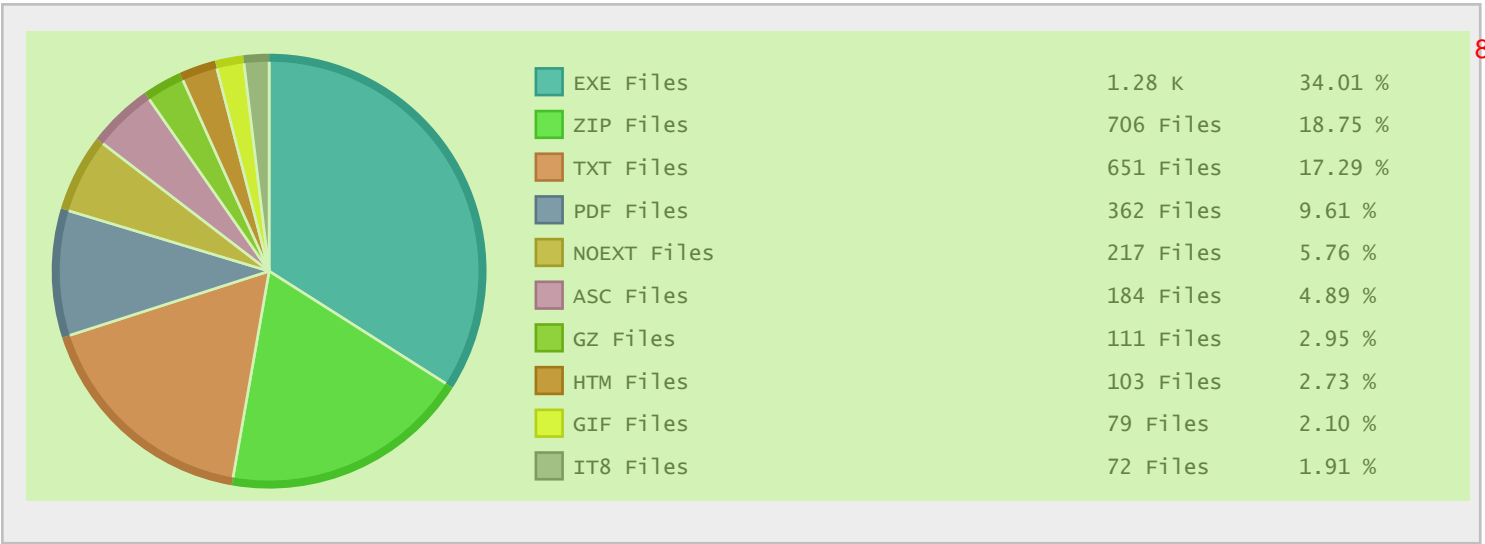 8
EXE Files 1.28 K 34.01 %
ZIP Files 706 Files 18.75 %
TXT Files 651 Files 17.29 %
PDF Files 362 Files 9.61 %
NOEXT Files 217 Files 5.76 %
ASC Files 184 Files 4.89 %
GZ Files 111 Files 2.95 %
HTM Files 103 Files 2.73 %
GIF Files 79 Files 2.10 %
IT8 Files 72 Files 1.91 %